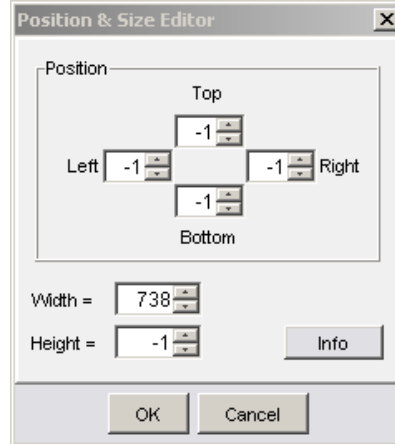 Position & Size Editor
Position
Top
-1
Left -1 -1 Right
-1
Bottom
Width = 738
Height = -1 Info
OK Cancel